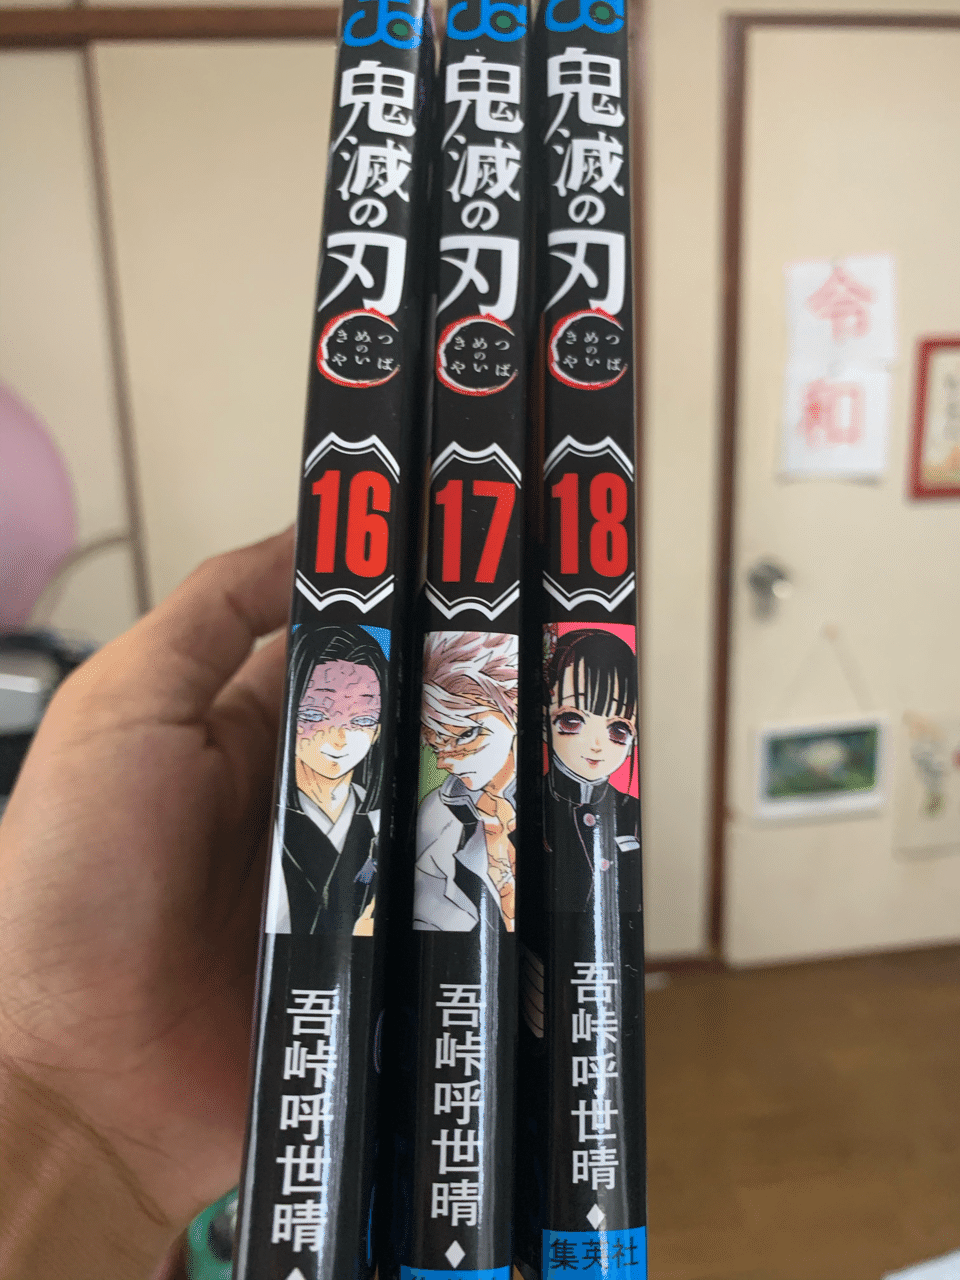 鬼滅の刃
きめつのやいば
16
吾峠呼世晴
鬼滅の刃
きめつのやいば
17
吾峠呼世晴
鬼滅の刃
きめつのやいば
18
吾峠呼世晴
集英社
令和